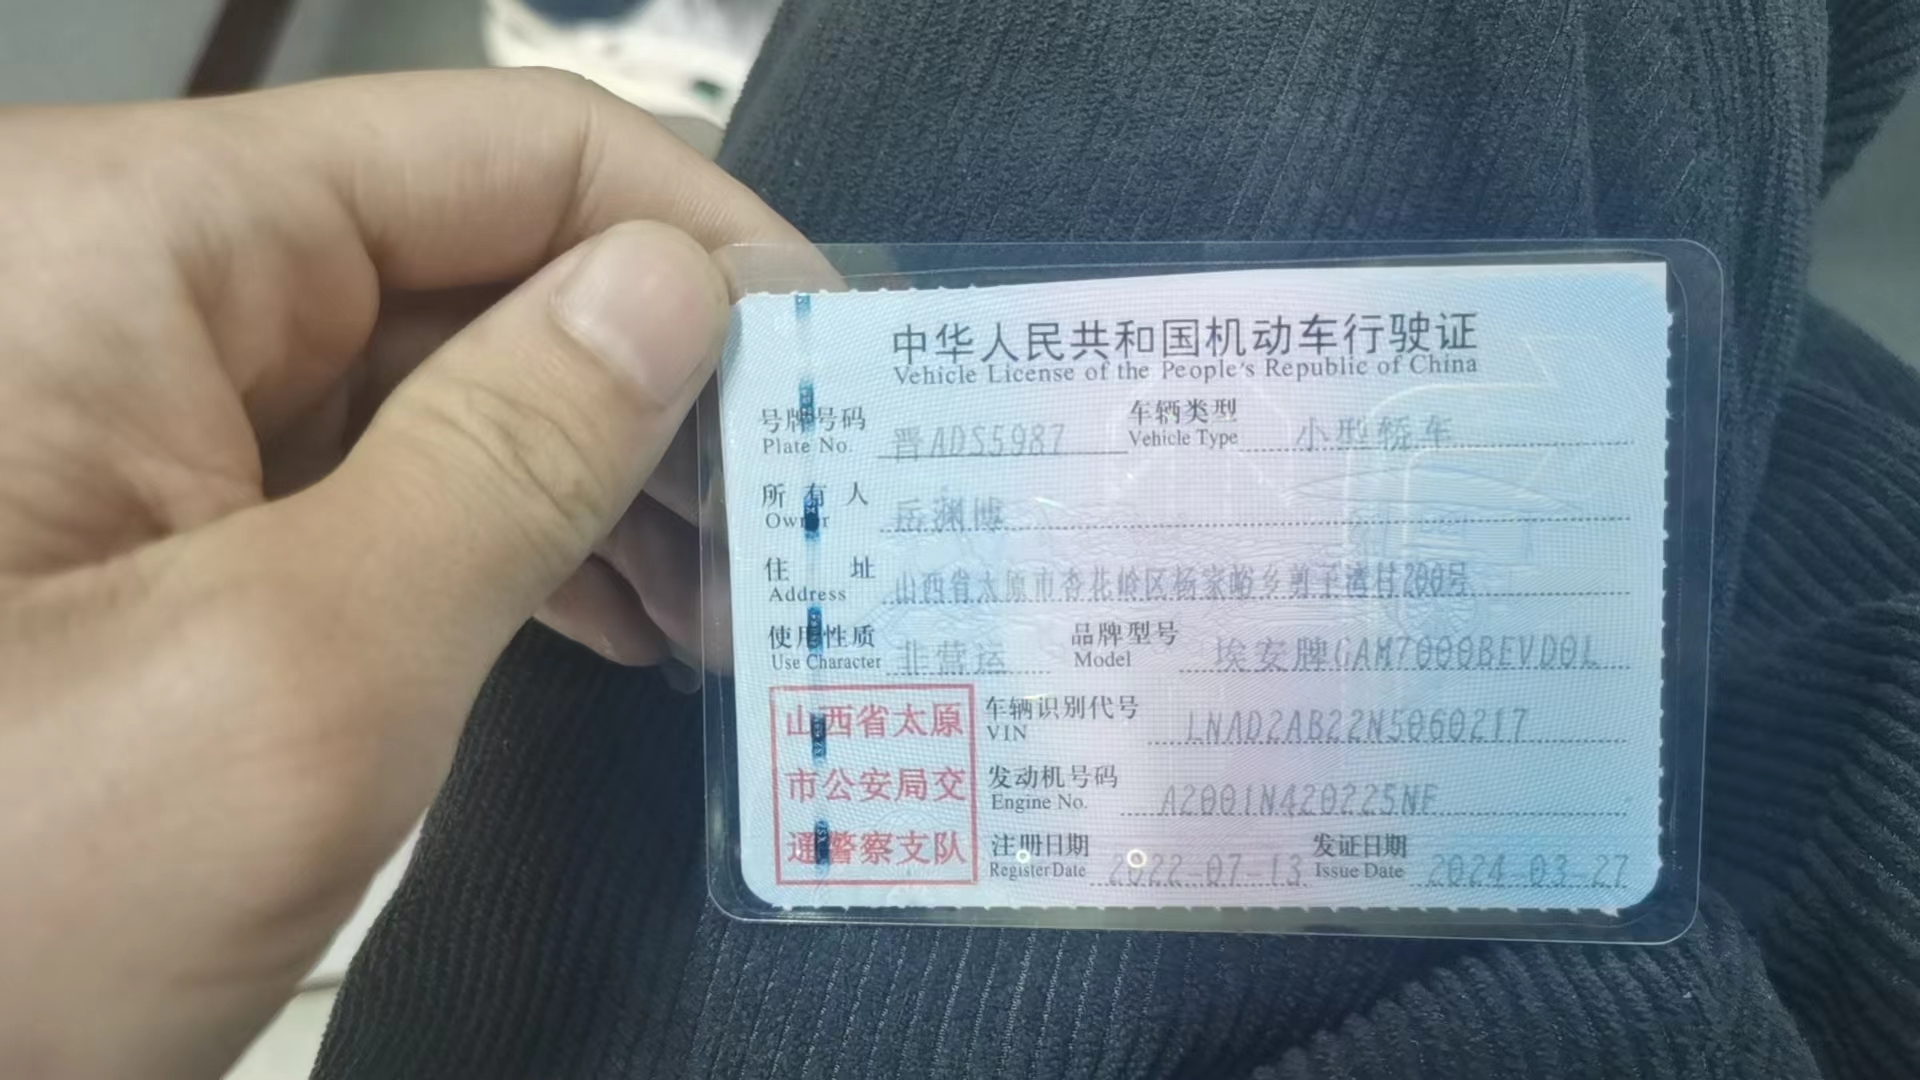 中华人民共和国机动车行驶证
Vehicle License of the People's Republic of China
号牌号码 晋ADS5987 车辆类型 小型轿车
Plate No. Vehicle Type
所有人 岳渊博
Owner
住址 山西省太原市杏花岭区杨家峪乡剪子湾村200号
Address
使用性质 非营运 品牌型号 埃安牌GAM7000BEVD0L
Use Character Model
山西省太原
市公安局交
通警察支队
车辆识别代号 LNAD2AB22N5060217
VIN
发动机号码 A2001N420225NE
Engine No.
注册日期 2022-07-13 发证日期 2024-03-27
Register Date Issue Date